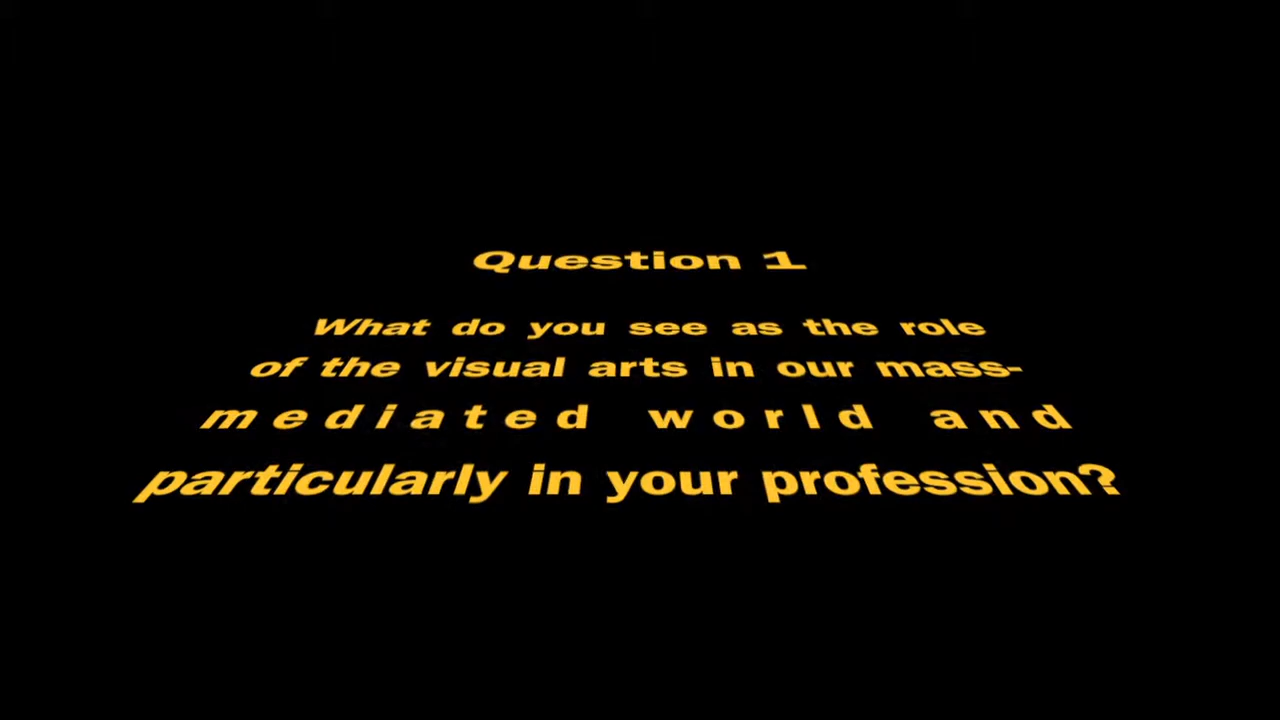 Question 1
What do you see as the role
of the visual arts in our mass-
mediated world and
particularly in your profession?